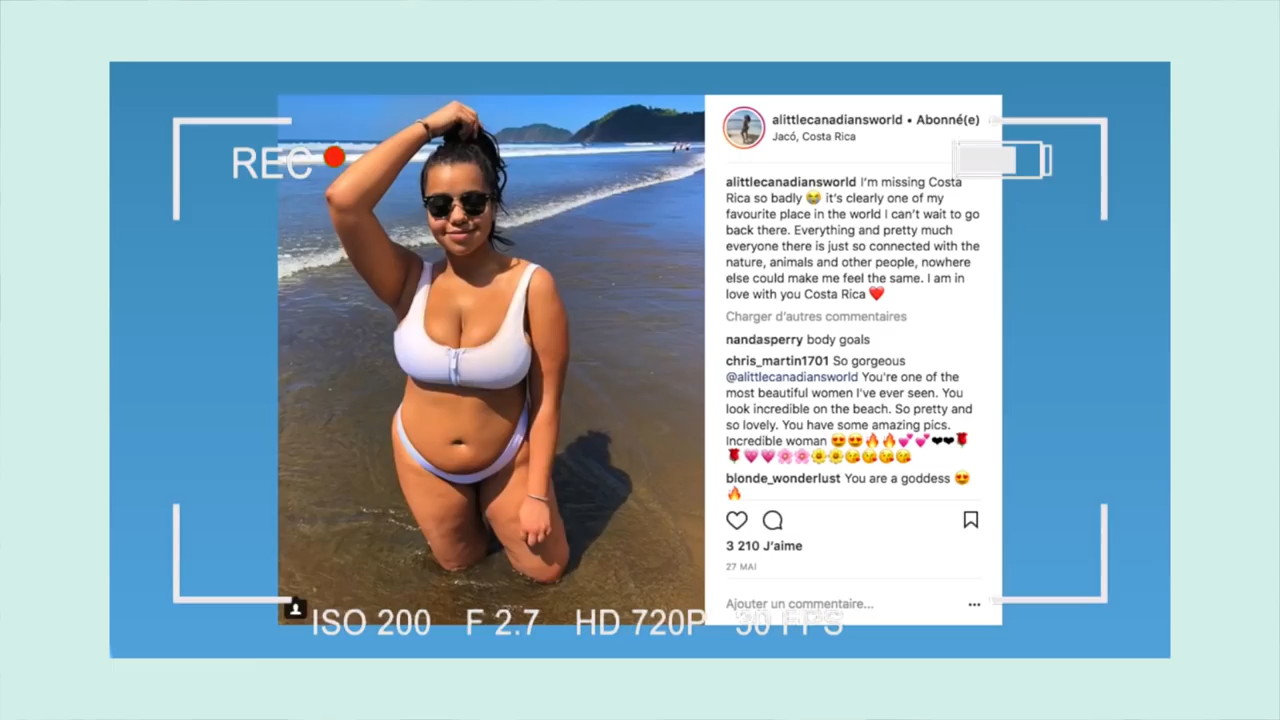 REC
alittlecanadiansworld • Abonné(e)
Jacó, Costa Rica
alittlecanadiansworld I'm missing Costa
Rica so badly 😭 it's clearly one of my
favourite place in the world I can't wait to go
back there. Everything and pretty much
everyone there is just so connected with the
nature, animals and other people, nowhere
else could make me feel the same. I am in
love with you Costa Rica ❤️
Charger d'autres commentaires
nandasperry body goals
chris_martin1701 So gorgeous
@alittlecanadiansworld You're one of the
most beautiful women I've ever seen. You
look incredible on the beach. So pretty and
so lovely. You have some amazing pics.
Incredible woman 😍😍🔥🔥💕💕❤❤🌹
🌹💗💗🌸🌸🌼🌼😘😘😘😘
blonde_wonderlust You are a goddess 😍
🔥
3 210 J'aime
27 MAI
Ajouter un commentaire...
ISO 200 F 2.7 HD 720P 30 FPS